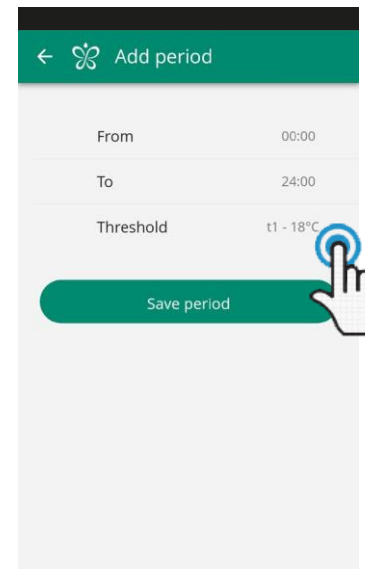 Add period
From 00:00
To 24:00
Threshold t1 - 18°C
Save period